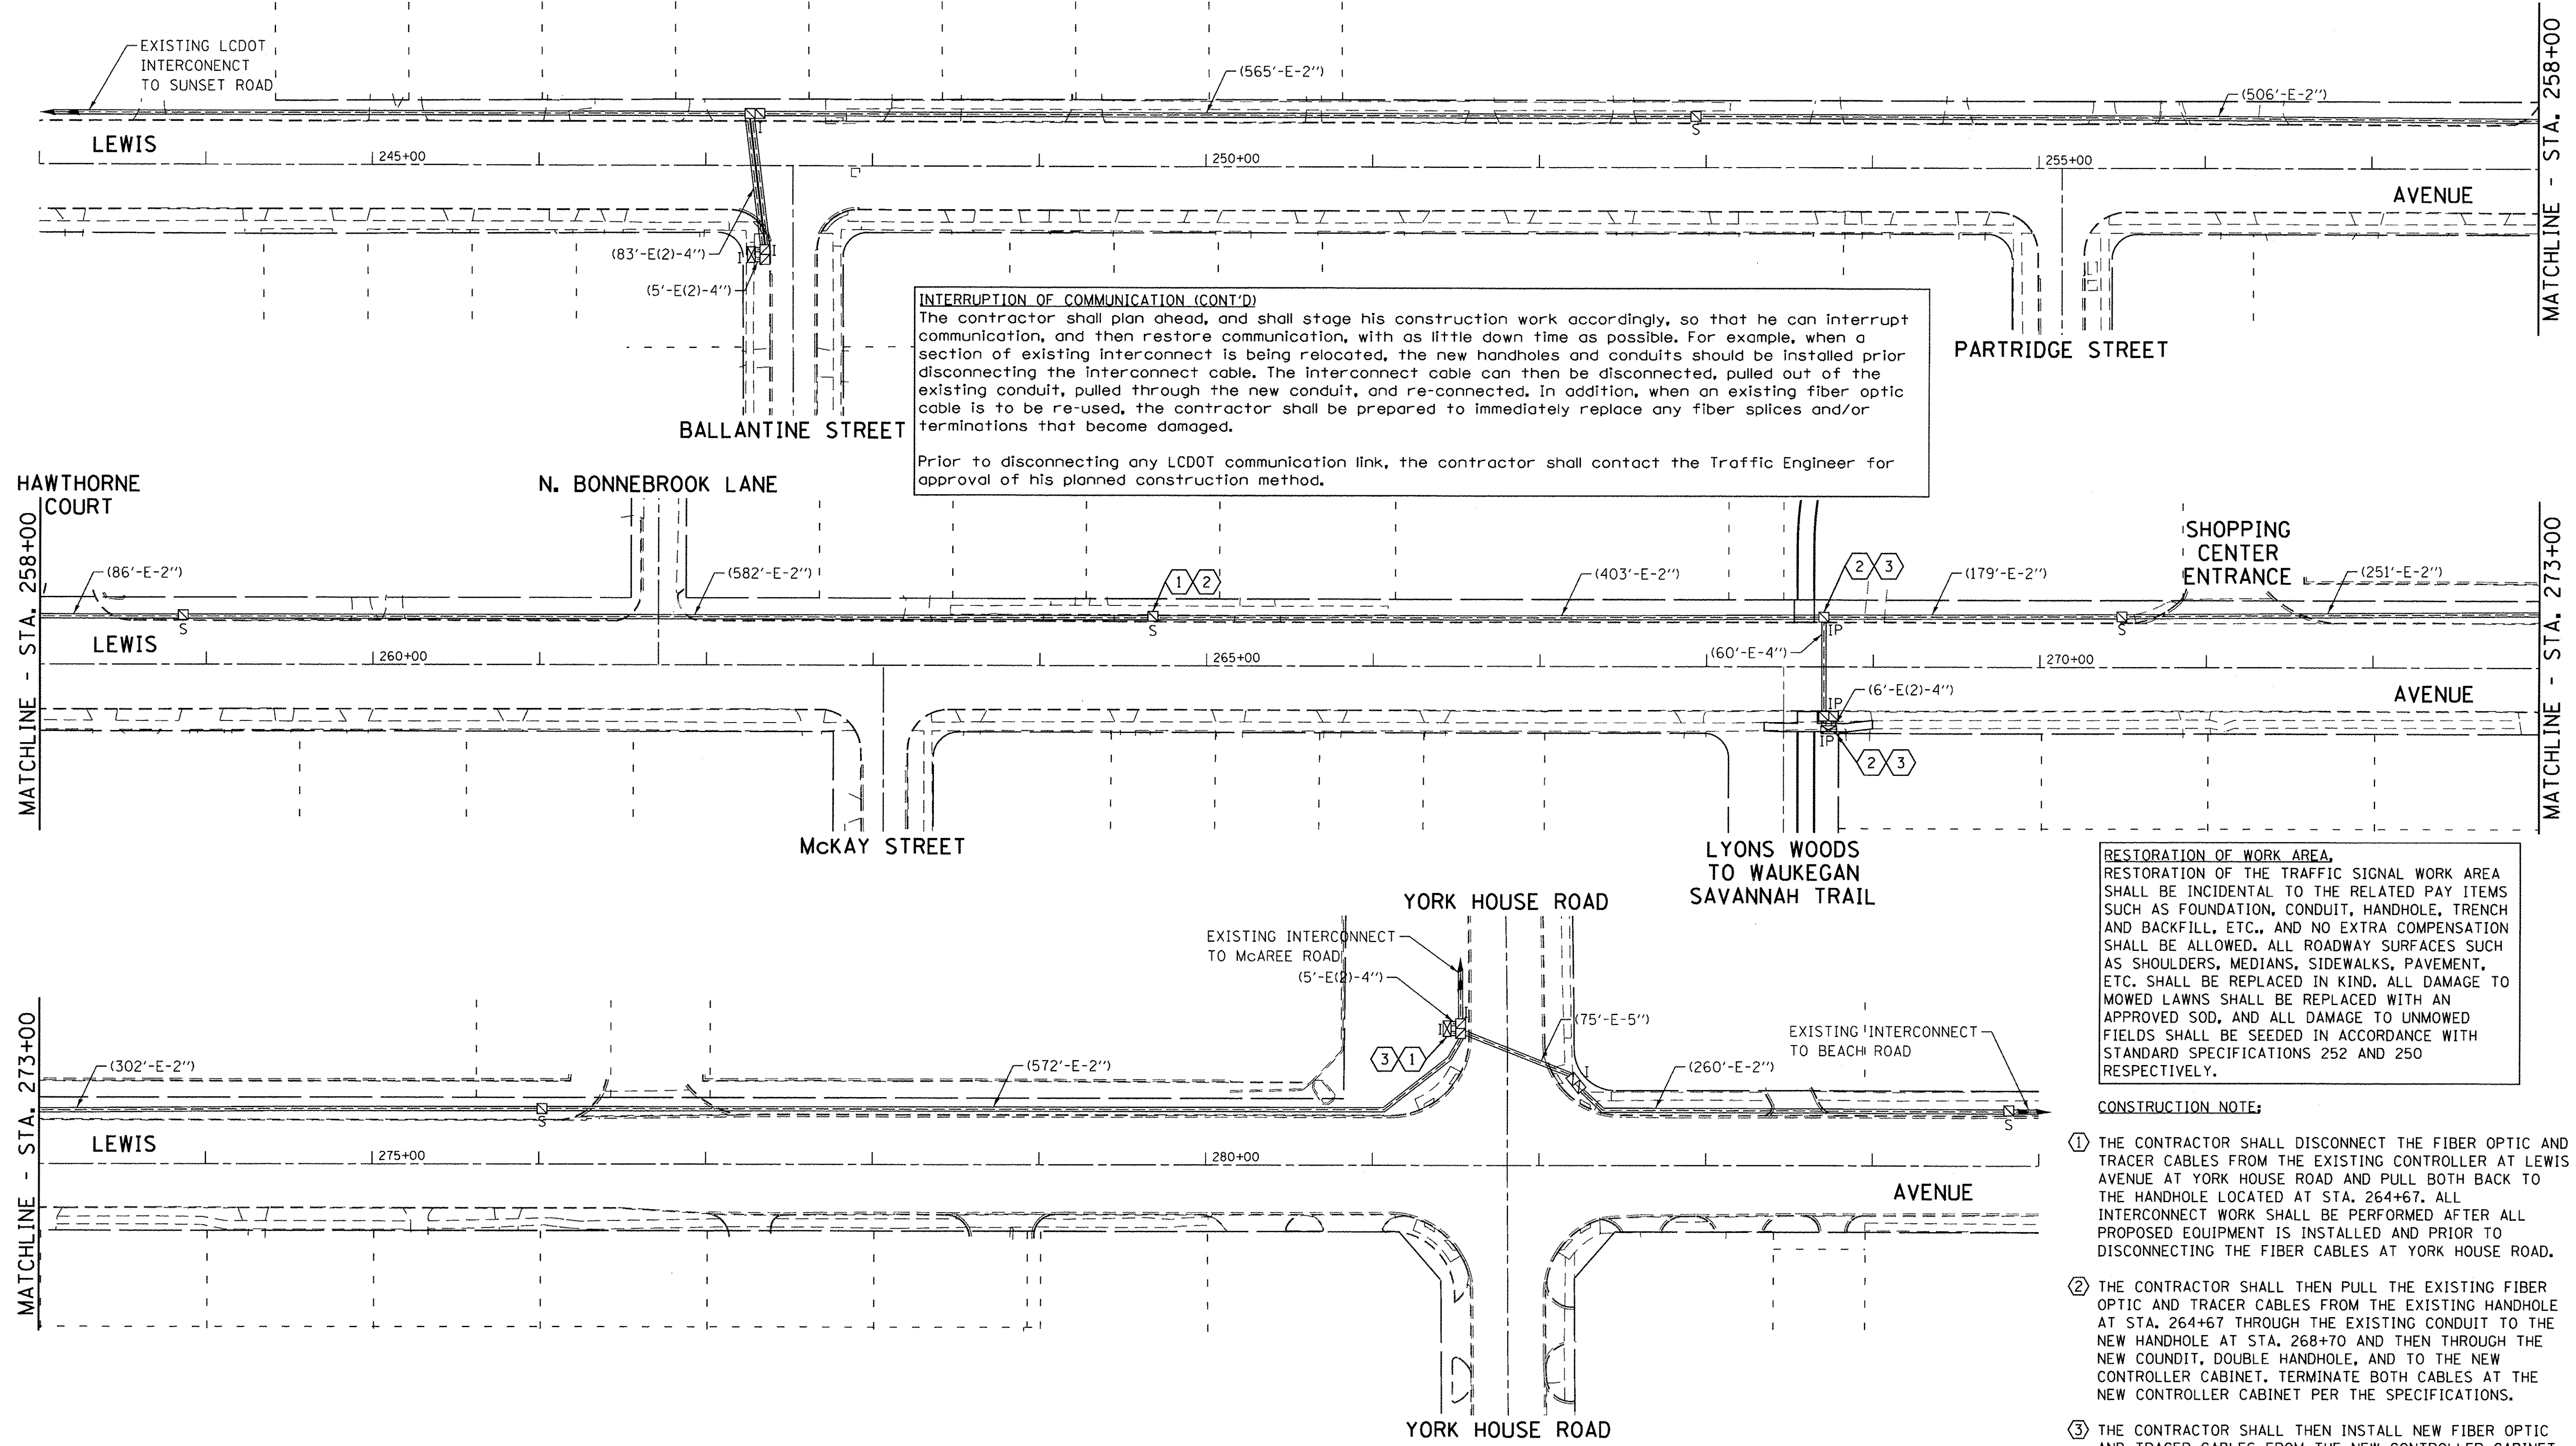 EXISTING LCDOT
INTERCONENCT
TO SUNSET ROAD
(565'-E-2")
(506'-E-2")
LEWIS
245+00
I
S
250+00
255+00
AVENUE
(83'-E(2)-4")
I
I
(5'-E(2)-4")
MATCHLINE - STA. 258+00
BALLANTINE STREET
PARTRIDGE STREET
INTERRUPTION OF COMMUNICATION (CONT'D)
The contractor shall plan ahead, and shall stage his construction work accordingly, so that he can interrupt
communication, and then restore communication, with as little down time as possible. For example, when a
section of existing interconnect is being relocated, the new handholes and conduits should be installed prior
disconnecting the interconnect cable. The interconnect cable can then be disconnected, pulled out of the
existing conduit, pulled through the new conduit, and re-connected. In addition, when an existing fiber optic
cable is to be re-used, the contractor shall be prepared to immediately replace any fiber splices and/or
terminations that become damaged.
Prior to disconnecting any LCDOT communication link, the contractor shall contact the Traffic Engineer for
approval of his planned construction method.
HAWTHORNE
COURT
N. BONNEBROOK LANE
MATCHLINE - STA. 258+00
(86'-E-2")
(582'-E-2")
1 2
(403'-E-2")
2 3
(179'-E-2")
SHOPPING
CENTER
ENTRANCE
(251'-E-2")
S
S
IP
S
LEWIS
260+00
265+00
(60'-E-4")
270+00
(6'-E(2)-4")
AVENUE
IP
IP
2 3
MATCHLINE - STA. 273+00
McKAY STREET
LYONS WOODS
TO WAUKEGAN
SAVANNAH TRAIL
RESTORATION OF WORK AREA.
RESTORATION OF THE TRAFFIC SIGNAL WORK AREA
SHALL BE INCIDENTAL TO THE RELATED PAY ITEMS
SUCH AS FOUNDATION, CONDUIT, HANDHOLE, TRENCH
AND BACKFILL, ETC., AND NO EXTRA COMPENSATION
SHALL BE ALLOWED. ALL ROADWAY SURFACES SUCH
AS SHOULDERS, MEDIANS, SIDEWALKS, PAVEMENT,
ETC. SHALL BE REPLACED IN KIND. ALL DAMAGE TO
MOWED LAWNS SHALL BE REPLACED WITH AN
APPROVED SOD, AND ALL DAMAGE TO UNMOWED
FIELDS SHALL BE SEEDED IN ACCORDANCE WITH
STANDARD SPECIFICATIONS 252 AND 250
RESPECTIVELY.
YORK HOUSE ROAD
EXISTING INTERCONNECT
TO McAREE ROAD
(5'-E(2)-4")
I
I
3 1
(75'-E-5")
I
EXISTING INTERCONNECT
TO BEACH ROAD
MATCHLINE - STA. 273+00
(302'-E-2")
(572'-E-2")
(260'-E-2")
S
S
LEWIS
275+00
280+00
AVENUE
YORK HOUSE ROAD
CONSTRUCTION NOTE:
1 THE CONTRACTOR SHALL DISCONNECT THE FIBER OPTIC AND
TRACER CABLES FROM THE EXISTING CONTROLLER AT LEWIS
AVENUE AT YORK HOUSE ROAD AND PULL BOTH BACK TO
THE HANDHOLE LOCATED AT STA. 264+67. ALL
INTERCONNECT WORK SHALL BE PERFORMED AFTER ALL
PROPOSED EQUIPMENT IS INSTALLED AND PRIOR TO
DISCONNECTING THE FIBER CABLES AT YORK HOUSE ROAD.
2 THE CONTRACTOR SHALL THEN PULL THE EXISTING FIBER
OPTIC AND TRACER CABLES FROM THE EXISTING HANDHOLE
AT STA. 264+67 THROUGH THE EXISTING CONDUIT TO THE
NEW HANDHOLE AT STA. 268+70 AND THEN THROUGH THE
NEW COUNDIT, DOUBLE HANDHOLE, AND TO THE NEW
CONTROLLER CABINET. TERMINATE BOTH CABLES AT THE
NEW CONTROLLER CABINET PER THE SPECIFICATIONS.
3 THE CONTRACTOR SHALL THEN INSTALL NEW FIBER OPTIC
AND TRACER CABLES FROM THE NEW CONTROLLER CABINET